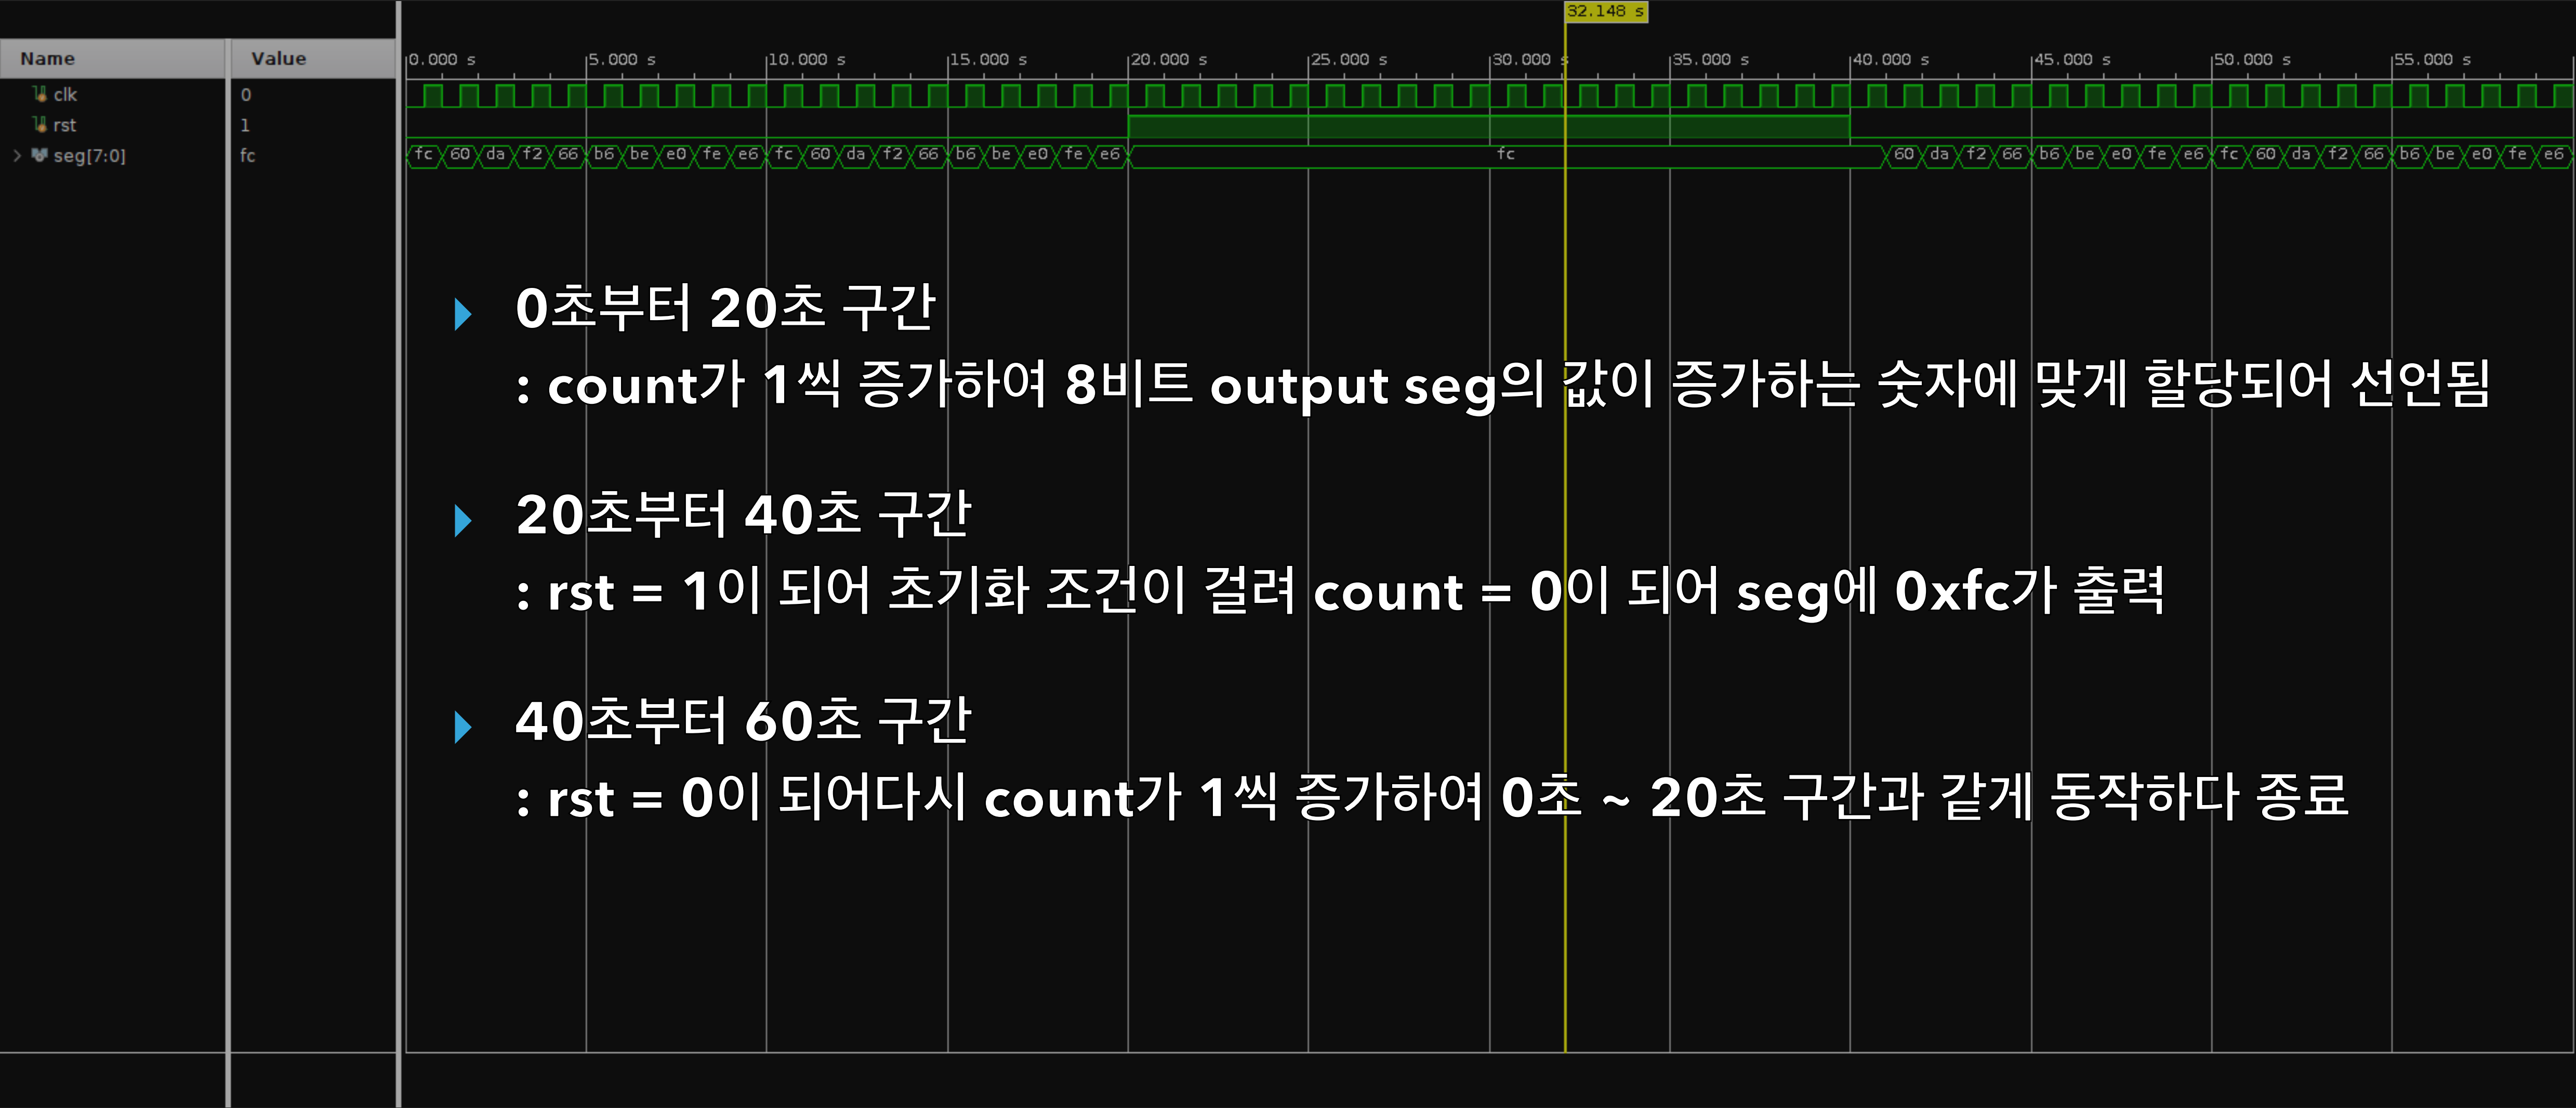 32.148 s
Name Value 0.000 s 5.000 s 10.000 s 15.000 s 20.000 s 25.000 s 30.000 s 35.000 s 40.000 s 45.000 s 50.000 s 55.000 s
clk 0
rst 1
seg[7:0] fc fc 60 da f2 66 b6 be e0 fe e6 fc 60 da f2 66 b6 be e0 fe e6 fc 60 da f2 66 b6 be e0 fe e6 fc 60 da f2 66 b6 be e0 fe e6
0초부터 20초 구간
: count가 1씩 증가하여 8비트 output seg의 값이 증가하는 숫자에 맞게 할당되어 선언됨
20초부터 40초 구간
: rst = 1이 되어 초기화 조건이 걸려 count = 0이 되어 seg에 0xfc가 출력
40초부터 60초 구간
: rst = 0이 되어다시 count가 1씩 증가하여 0초 ~ 20초 구간과 같게 동작하다 종료